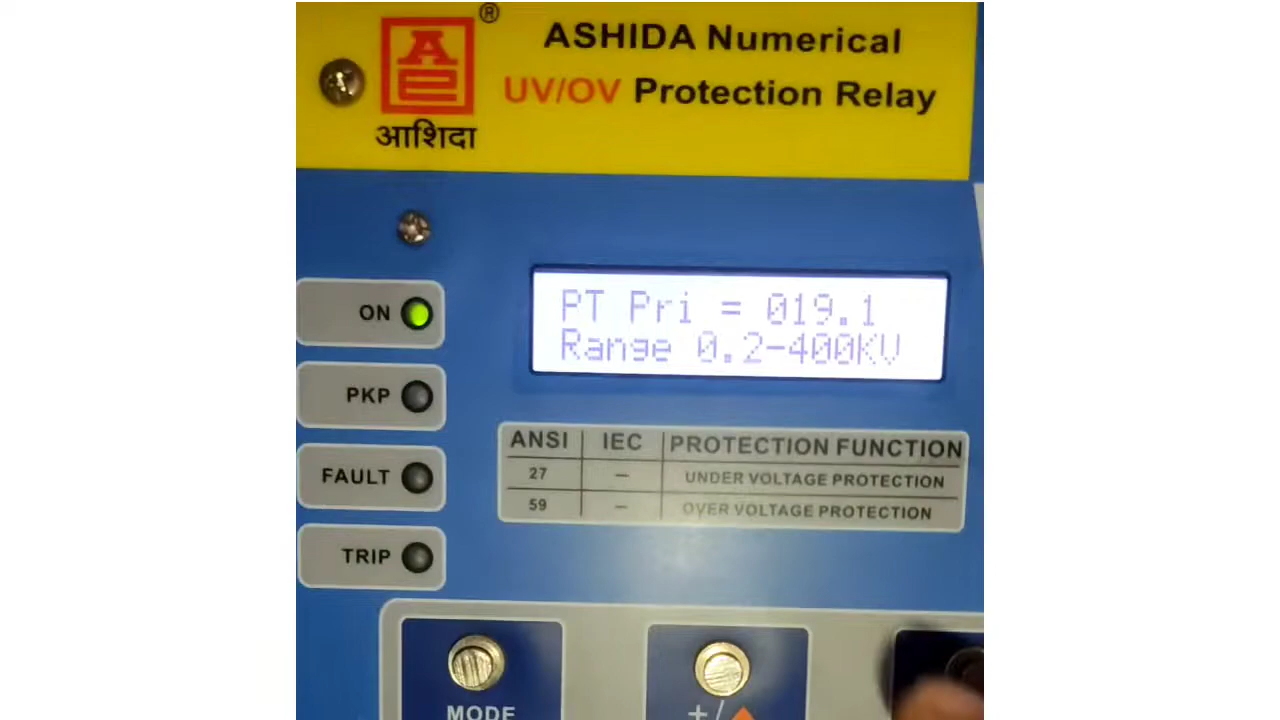 ®
ASHIDA Numerical
UV/OV Protection Relay
आशिदा
ON
PT Pri = 019.1
Range 0.2-400KV
PKP
ANSI IEC PROTECTION FUNCTION
27 — UNDER VOLTAGE PROTECTION
FAULT
59 — OVER VOLTAGE PROTECTION
TRIP
MODE +/